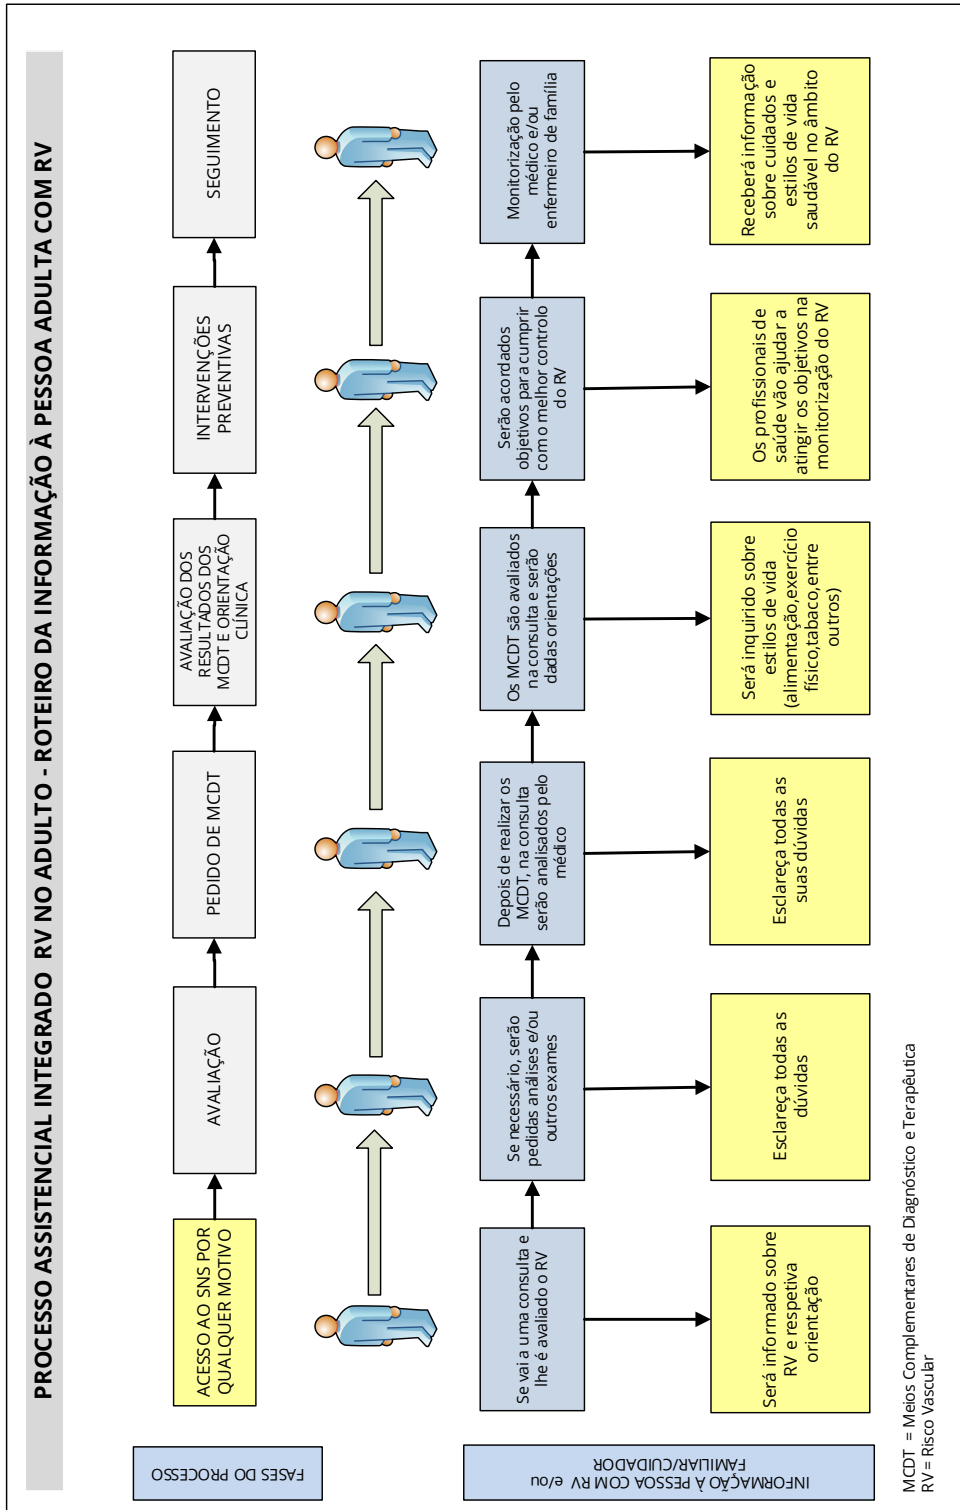 PROCESSO ASSISTENCIAL INTEGRADO RV NO ADULTO - ROTEIRO DA INFORMAÇÃO À PESSOA ADULTA COM RV
FASES DO PROCESSO
ACESSO AO SNS POR
QUALQUER MOTIVO
AVALIAÇÃO
PEDIDO DE MCDT
AVALIAÇÃO DOS
RESULTADOS DOS
MCDT E ORIENTAÇÃO
CLÍNICA
INTERVENÇÕES
PREVENTIVAS
SEGUIMENTO
INFORMAÇÃO À PESSOA COM RV e/ou
FAMILIAR/CUIDADOR
Se vai a uma consulta e
lhe é avaliado o RV
Se necessário, serão
pedidas análises e/ou
outros exames
Depois de realizar os
MCDT, na consulta
serão analisados pelo
médico
Os MCDT são avaliados
na consulta e serão
dadas orientações
Serão acordados
objetivos para cumprir
com o melhor controlo
do RV
Monitorização pelo
médico e/ou
enfermeiro de família
Será informado sobre
RV e respetiva
orientação
Esclareça todas as
dúvidas
Esclareça todas as
suas dúvidas
Será inquirido sobre
estilos de vida
(alimentação,exercício
físico,tabaco,entre
outros)
Os profissionais de
saúde vão ajudar a
atingir os objetivos na
monitorização do RV
Receberá informação
sobre cuidados e
estilos de vida
saudável no âmbito
do RV
MCDT = Meios Complementares de Diagnóstico e Terapêutica
RV = Risco Vascular